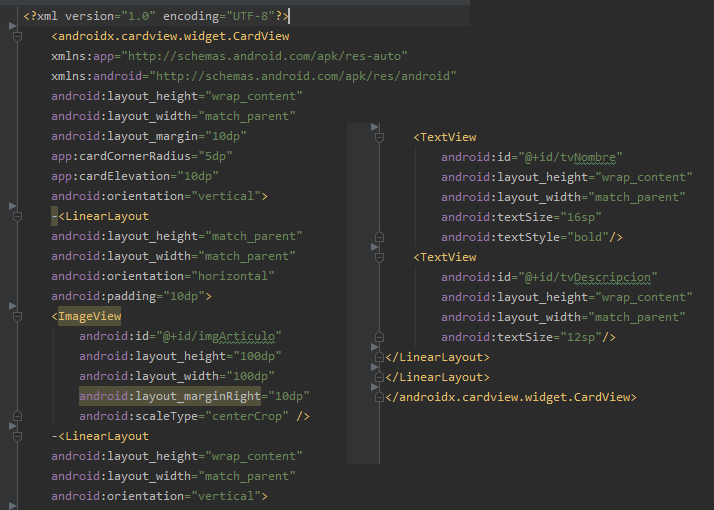 <?xml version="1.0" encoding="UTF-8"?>
<androidx.cardview.widget.CardView
xmlns:app="http://schemas.android.com/apk/res-auto"
xmlns:android="http://schemas.android.com/apk/res/android"
android:layout_height="wrap_content"
android:layout_width="match_parent"
android:layout_margin="10dp"
app:cardCornerRadius="5dp"
app:cardElevation="10dp"
android:orientation="vertical">
-<LinearLayout
android:layout_height="match_parent"
android:layout_width="match_parent"
android:orientation="horizontal"
android:padding="10dp">
<ImageView
android:id="@+id/imgArticulo"
android:layout_height="100dp"
android:layout_width="100dp"
android:layout_marginRight="10dp"
android:scaleType="centerCrop" />
-<LinearLayout
android:layout_height="wrap_content"
android:layout_width="match_parent"
android:orientation="vertical">
<TextView
android:id="@+id/tvNombre"
android:layout_height="wrap_content"
android:layout_width="match_parent"
android:textSize="16sp"
android:textStyle="bold"/>
<TextView
android:id="@+id/tvDescripcion"
android:layout_height="wrap_content"
android:layout_width="match_parent"
android:textSize="12sp"/>
</LinearLayout>
</LinearLayout>
</androidx.cardview.widget.CardView>